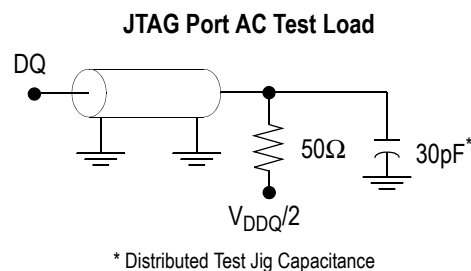 JTAG Port AC Test Load
DQ
50Ω
30pF*
VDDQ/2
* Distributed Test Jig Capacitance